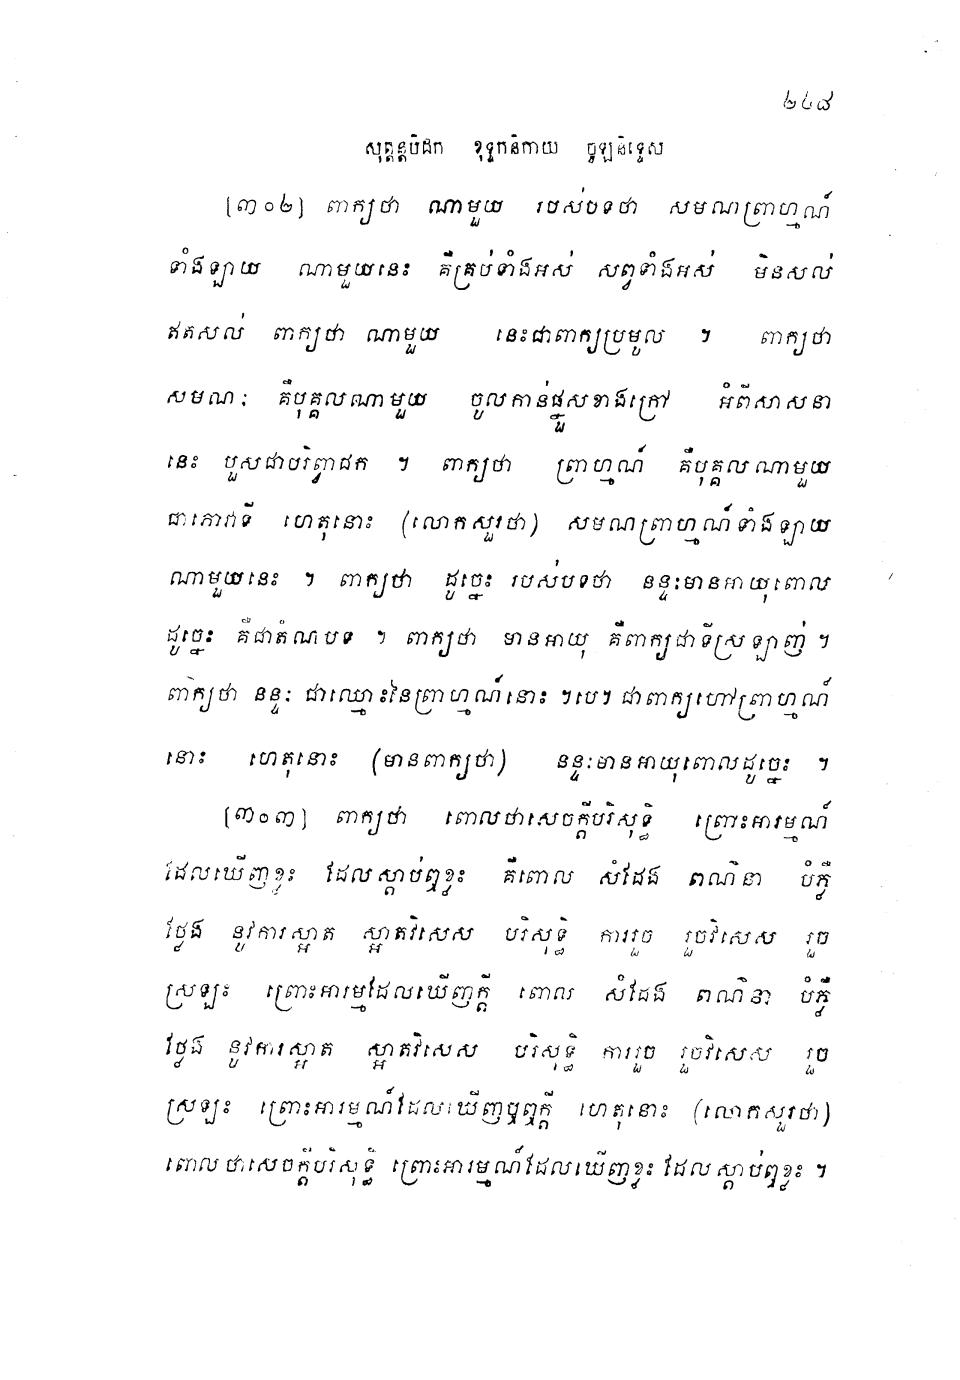 ២៤៨
សុត្តន្តបិដក ខុទ្ទកនិកាយ ចូឡនិទ្ទេស
[៣០២] ពាក្យថា ណាមួយ របស់បទថា សមណព្រាហ្មណ៍
ទាំងឡាយ ណាមួយនេះ គឺគ្រប់ទាំងអស់ សព្វទាំងអស់ មិនសល់
ឥតសល់ ពាក្យថា ណាមួយ នេះជាពាក្យប្រមូល ។ ពាក្យថា
សមណៈ គឺបុគ្គលណាមួយ ចូលកាន់ផ្នួសខាងក្រៅ អំពីសាសនា
នេះ បួសជាបរិព្វាជក ។ ពាក្យថា ព្រាហ្មណ៍ គឺបុគ្គលណាមួយ
ជាភោវាទី ហេតុនោះ (លោកសួរថា) សមណព្រាហ្មណ៍ទាំងឡាយ
ណាមួយនេះ ។ ពាក្យថា ដូច្នេះ របស់បទថា នន្ទៈមានអាយុពោល
ដូច្នេះ គឺជាតំណបទ ។ ពាក្យថា មានអាយុ គឺពាក្យជាទីស្រឡាញ់ ។
ពាក្យថា នន្ទៈ ជាឈ្មោះនៃព្រាហ្មណ៍នោះ ។បេ។ ជាពាក្យហៅព្រាហ្មណ៍
នោះ ហេតុនោះ (មានពាក្យថា) នន្ទៈមានអាយុពោលដូច្នេះ ។
[៣០៣] ពាក្យថា ពោលថាសេចក្តីបរិសុទ្ធិ ព្រោះអារម្មណ៍
ដែលឃើញខ្លះ ដែលស្តាប់ឮខ្លះ គឺពោល សំដែង ពណ៌នា បំភ្លឺ
ថ្លែង នូវការស្អាត ស្អាតវិសេស បរិសុទ្ធិ ការរួច រួចវិសេស រួច
ស្រឡះ ព្រោះអារម្មដែលឃើញក្តី ពោល សំដែង ពណ៌នា បំភ្លឺ
ថ្លែង នូវការស្អាត ស្អាតវិសេស បរិសុទ្ធិ ការរួច រួចវិសេស រួច
ស្រឡះ ព្រោះអារម្មណ៍ដែលឃើញឬឮក្តី ហេតុនោះ (លោកសួរថា)
ពោលថាសេចក្តីបរិសុទ្ធិ ព្រោះអារម្មណ៍ដែលឃើញខ្លះ ដែលស្តាប់ឮខ្លះ ។